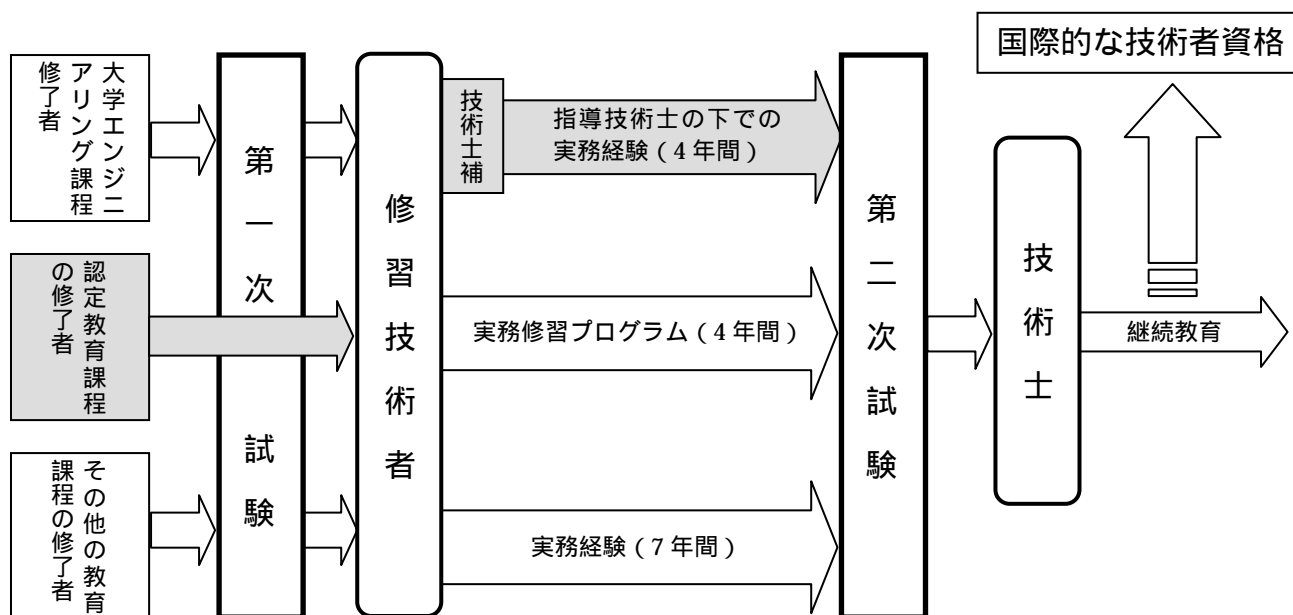 国際的な技術者資格
大学エンジニ
アリング課程
修了者
認定教育課程
の修了者
その他の教育
課程の修了者
第一次試験
修習技術者
技術士補
指導技術士の下での
実務経験(4年間)
実務修習プログラム(4年間)
実務経験(7年間)
第二次試験
技術士
継続教育